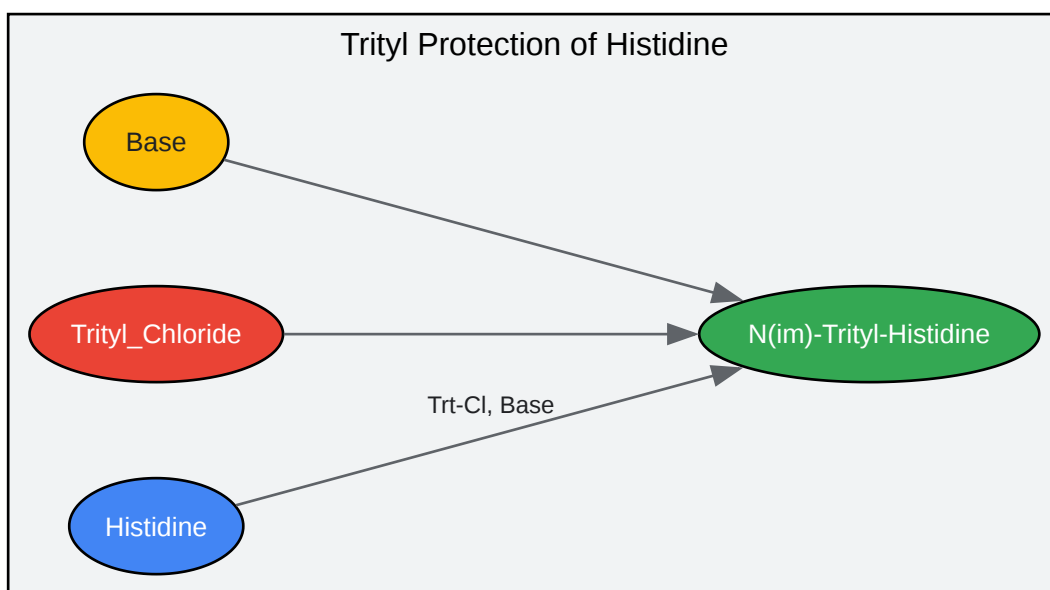 Trityl Protection of Histidine
Base
Trityl_Chloride
N(im)-Trityl-Histidine
Trt-Cl, Base
Histidine